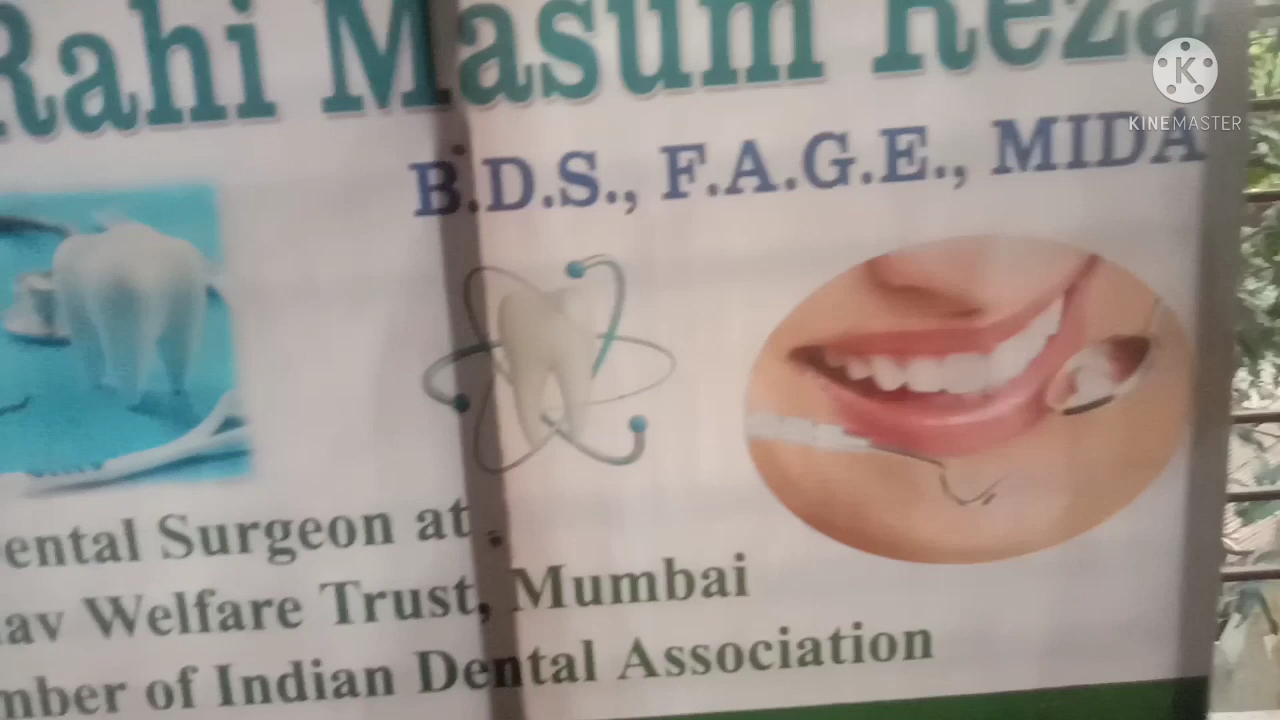 Rahi Masum Reza
K
KINEMASTER
B.D.S., F.A.G.E., MIDA
ental Surgeon at
av Welfare Trust, Mumbai
mber of Indian Dental Association